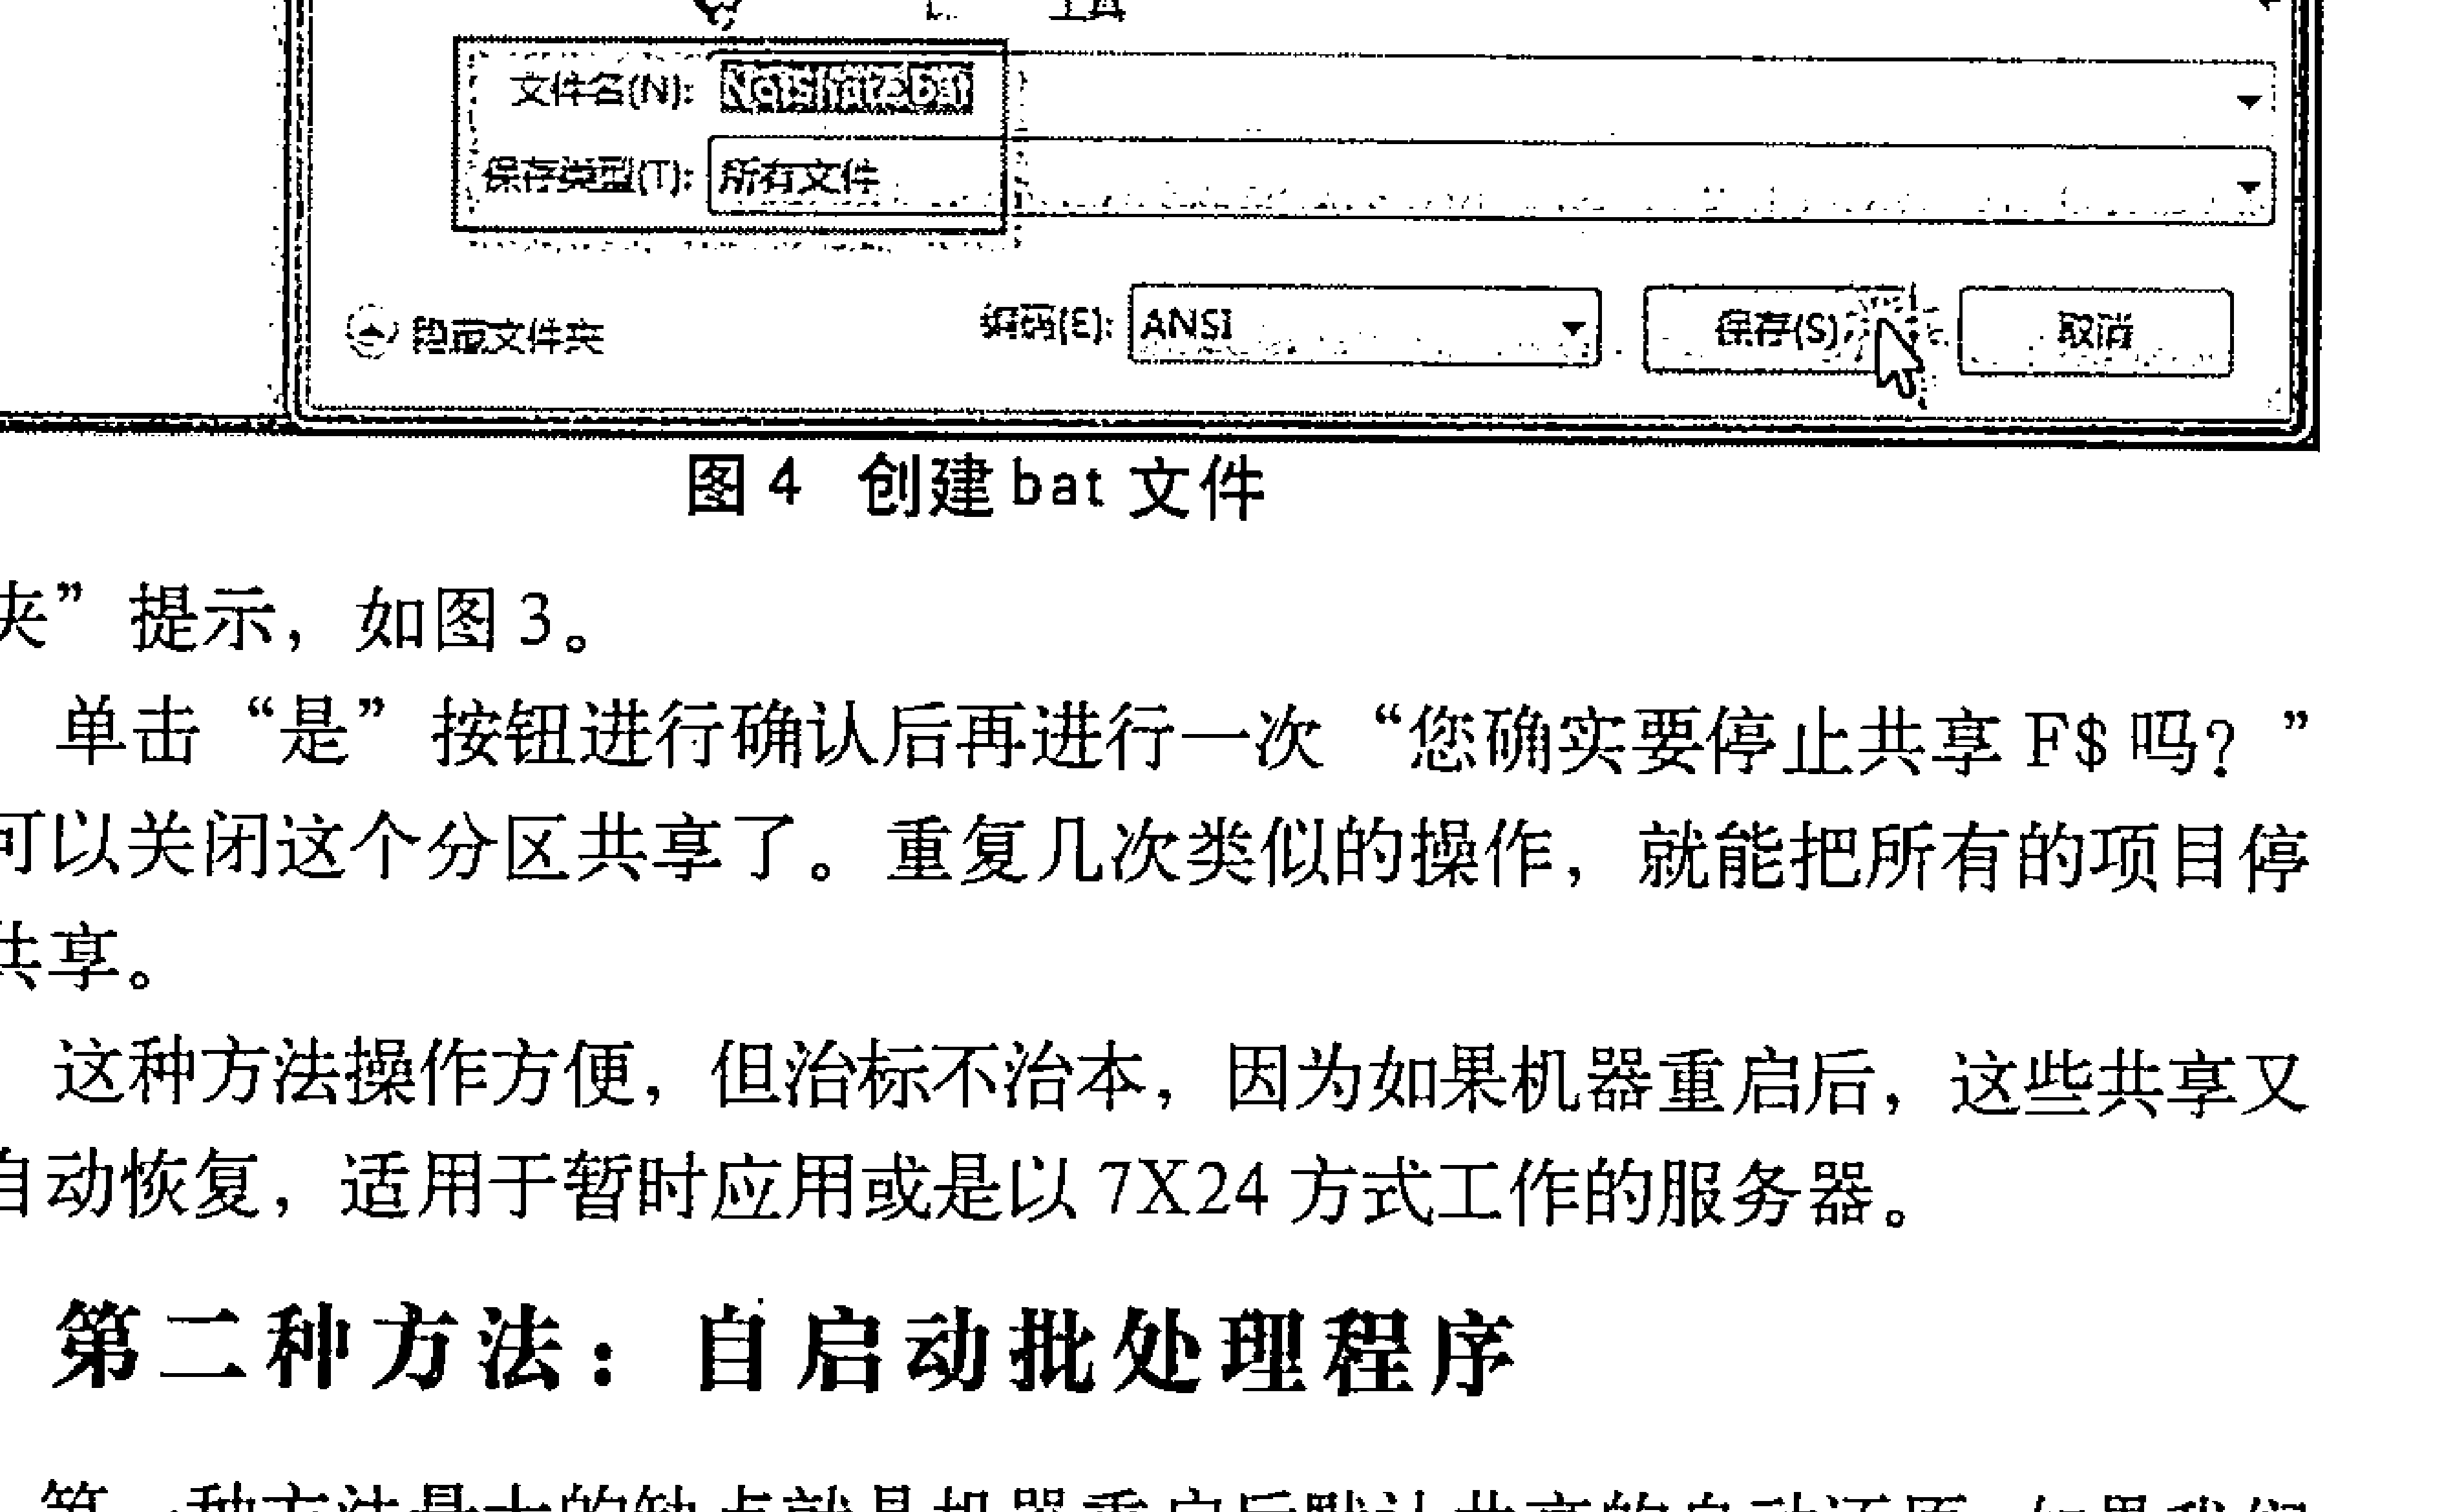 文件名(N):
保存类型(T): 所有文件
隐藏文件夹 编码(E): ANSI 保存(S) 取消
图 4 创建 bat 文件
夹”提示，如图 3。
单击“是”按钮进行确认后再进行一次“您确实要停止共享 F$ 吗？”
可以关闭这个分区共享了。重复几次类似的操作，就能把所有的项目停
共享。
这种方法操作方便，但治标不治本，因为如果机器重启后，这些共享又
自动恢复，适用于暂时应用或是以 7X24 方式工作的服务器。
第二种方法：自启动批处理程序